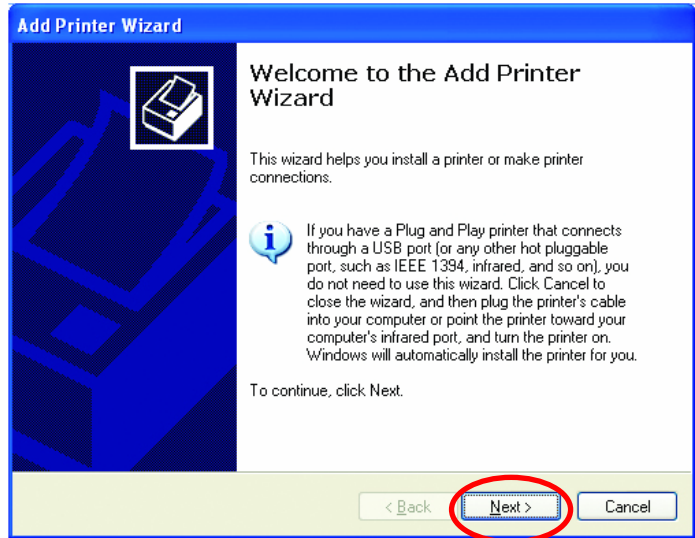 Add Printer Wizard
Welcome to the Add Printer
Wizard
This wizard helps you install a printer or make printer
connections.
If you have a Plug and Play printer that connects
through a USB port (or any other hot pluggable
port, such as IEEE 1394, infrared, and so on), you
do not need to use this wizard. Click Cancel to
close the wizard, and then plug the printer's cable
into your computer or point the printer toward your
computer's infrared port, and turn the printer on.
Windows will automatically install the printer for you.
To continue, click Next.
< Back Next > Cancel